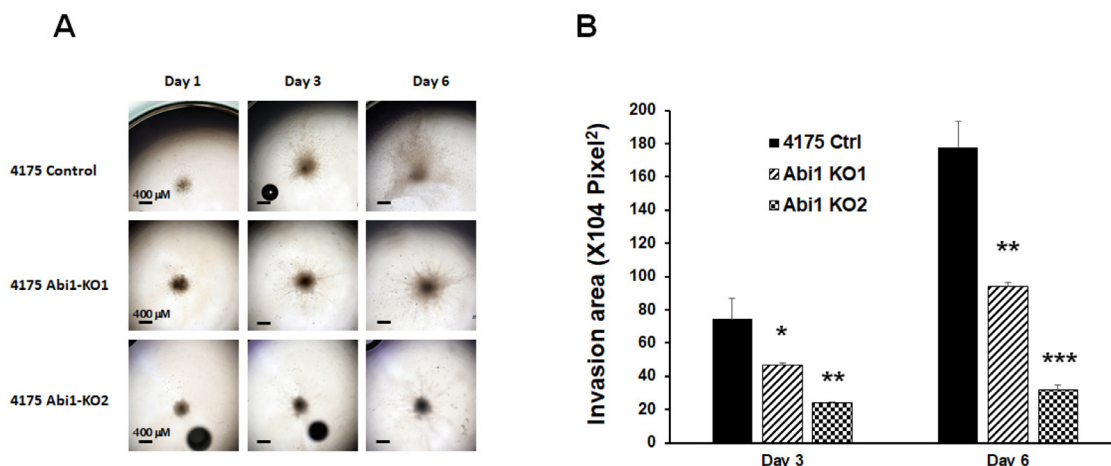 A
Day 1 Day 3 Day 6
4175 Control
400 µM
4175 Abi1-KO1
400 µM
4175 Abi1-KO2
400 µM
B
Invasion area (X104 Pixel²)
200
180
160
140
120
100
80
60
40
20
0
4175 Ctrl
Abi1 KO1
Abi1 KO2
*
**
**
***
Day 3 Day 6